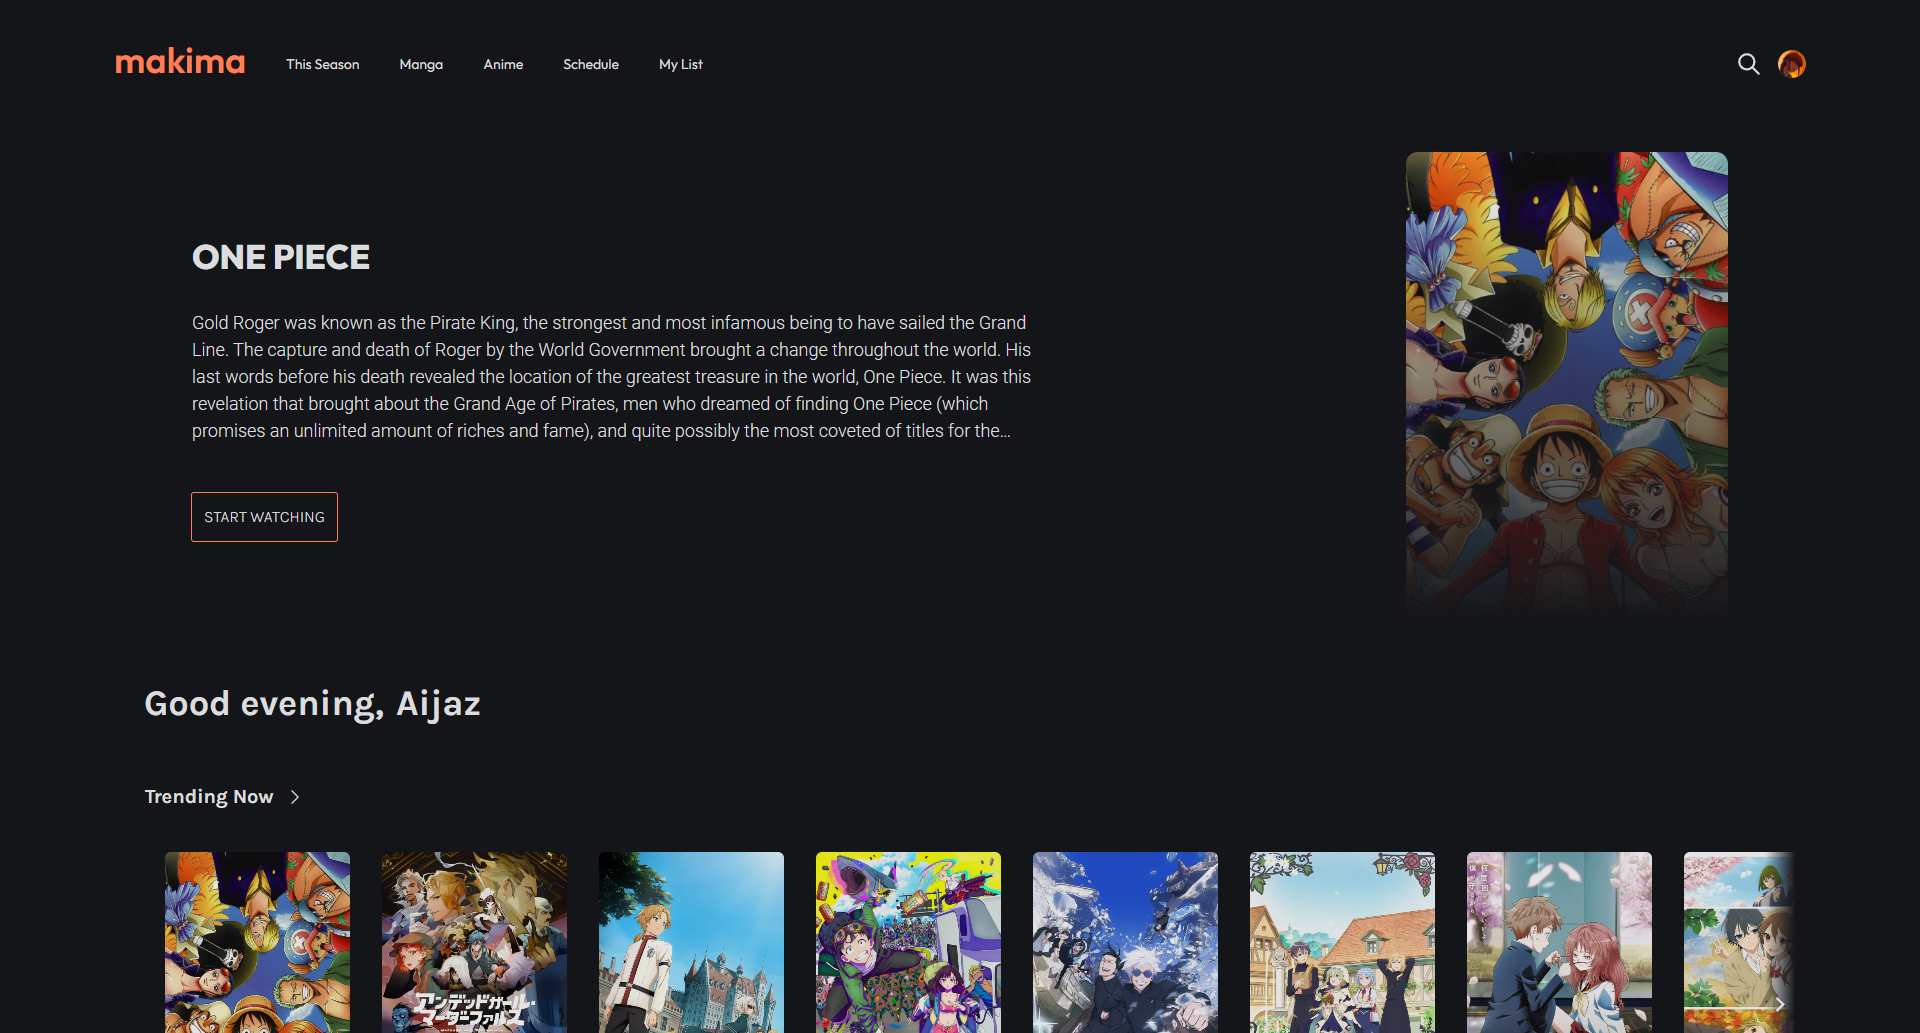 makima
This Season
Manga
Anime
Schedule
My List
ONE PIECE
Gold Roger was known as the Pirate King, the strongest and most infamous being to have sailed the Grand
Line. The capture and death of Roger by the World Government brought a change throughout the world. His
last words before his death revealed the location of the greatest treasure in the world, One Piece. It was this
revelation that brought about the Grand Age of Pirates, men who dreamed of finding One Piece (which
promises an unlimited amount of riches and fame), and quite possibly the most coveted of titles for the...
START WATCHING
Good evening, Aijaz
Trending Now
アンデッドガール・
マーダーファルス